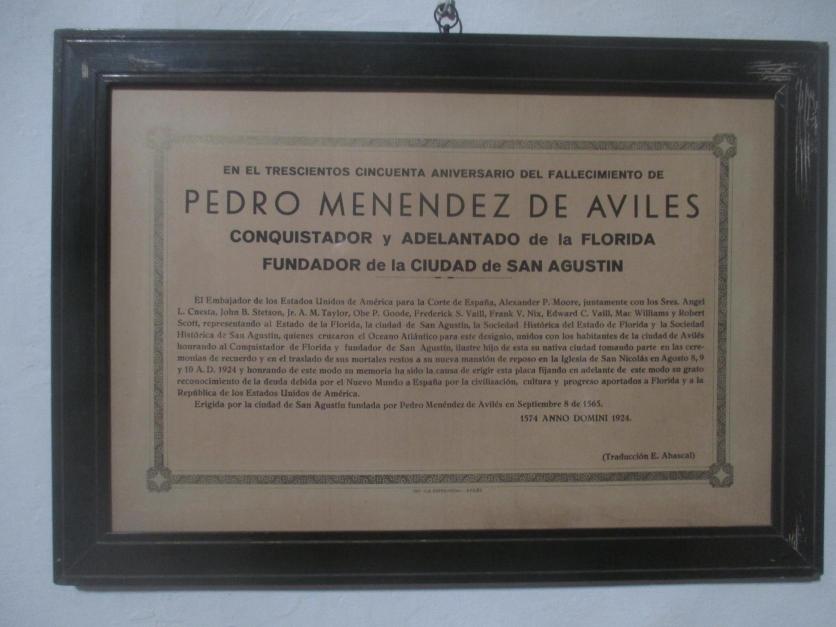 EN EL TRESCIENTOS CINCUENTA ANIVERSARIO DEL FALLECIMIENTO DE
PEDRO MENENDEZ DE AVILES
CONQUISTADOR y ADELANTADO de la FLORIDA
FUNDADOR de la CIUDAD de SAN AGUSTIN
El Embajador de los Estados Unidos de América para la Corte de España, Alexander P. Moore, juntamente con los Sres. Angel
L. Cuesta, John B. Stetson, Jr. A. M. Taylor, Obe P. Goode, Frederick S. Vaill, Frank V. Nix, Edward C. Vaill, Mac Williams y Robert
Scott, representando al Estado de la Florida, la ciudad de San Agustín, la Sociedad Histórica del Estado de Florida y la Sociedad
Histórica de San Agustín, quienes cruzaron el Oceano Atlántico para este designio, unidos con los habitantes de la ciudad de Avilés
honrando al Conquistador de Florida y fundador de San Agustín, ilustre hijo de esta su nativa ciudad tomando parte en las cere-
monias de recuerdo y en el traslado de sus mortales restos a su nueva mansión de reposo en la Iglesia de San Nicolás en Agosto 8, 9
y 10 A. D. 1924 y honrando de este modo su memoria ha sido la causa de erigir esta placa fijando en adelante de este modo su grato
reconocimiento de la deuda debida por el Nuevo Mundo a España por la civilización, cultura y progreso aportados a Florida y a la
República de los Estados Unidos de América.
Erigida por la ciudad de San Agustín fundada por Pedro Menéndez de Avilés en Septiembre 8 de 1565.
1574 ANNO DOMINI 1924.
(Traducción E. Abascal)